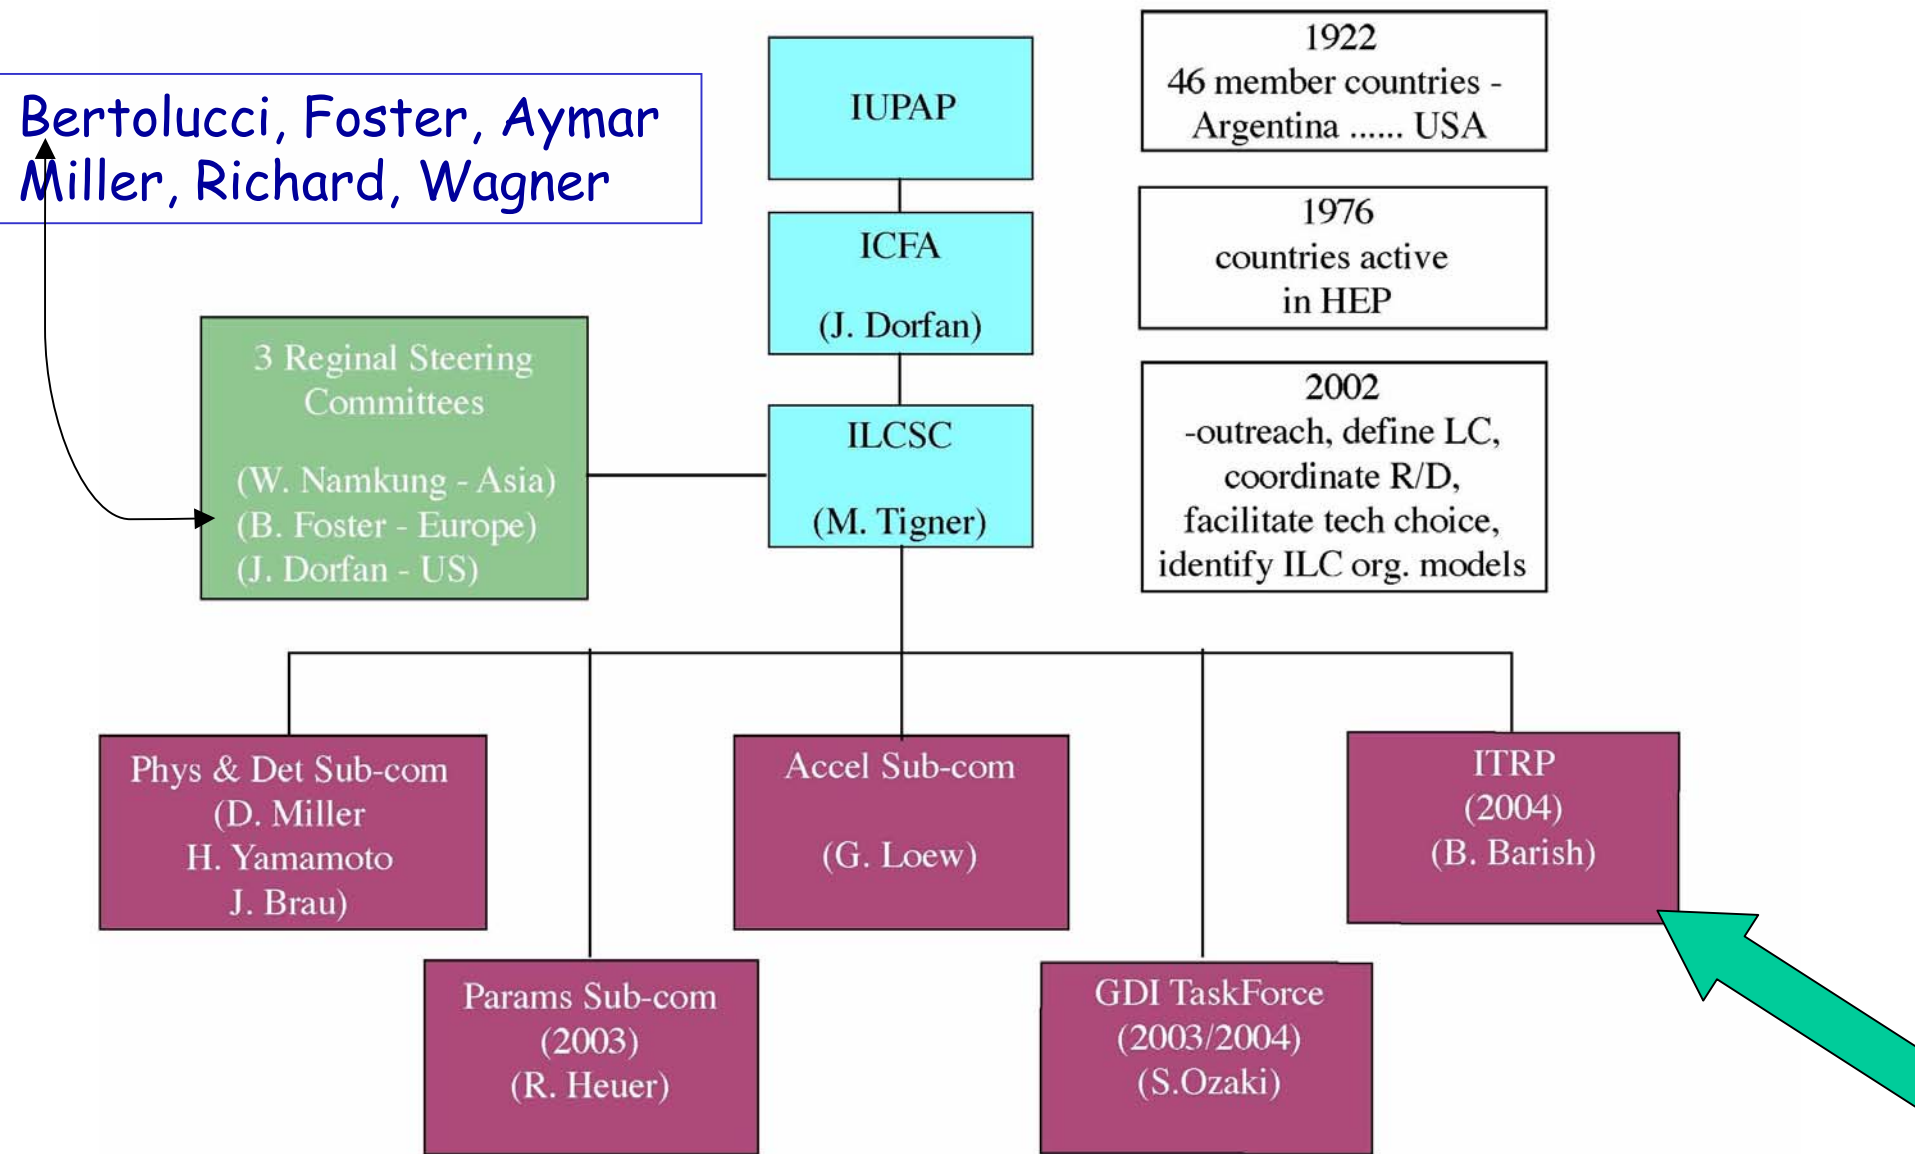 Bertolucci, Foster, Aymar
Miller, Richard, Wagner
IUPAP
1922
46 member countries -
Argentina ...... USA
ICFA
(J. Dorfan)
1976
countries active
in HEP
3 Reginal Steering
Committees
(W. Namkung - Asia)
(B. Foster - Europe)
(J. Dorfan - US)
ILCSC
(M. Tigner)
2002
-outreach, define LC,
coordinate R/D,
facilitate tech choice,
identify ILC org. models
Phys & Det Sub-com
(D. Miller
H. Yamamoto
J. Brau)
Accel Sub-com
(G. Loew)
ITRP
(2004)
(B. Barish)
Params Sub-com
(2003)
(R. Heuer)
GDI TaskForce
(2003/2004)
(S.Ozaki)